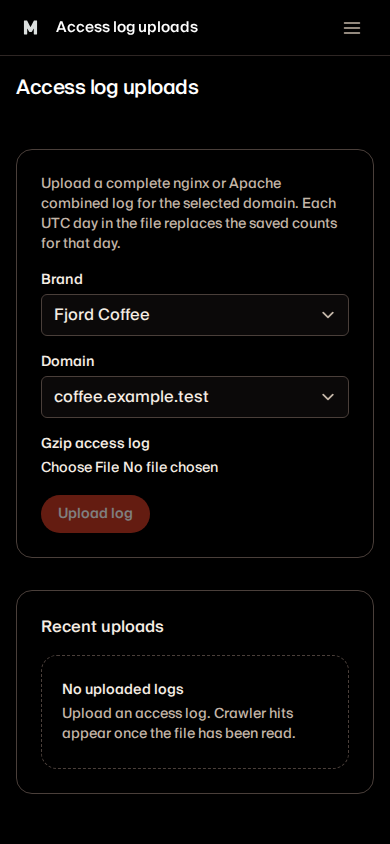 M Access log uploads
Access log uploads
Upload a complete nginx or Apache
combined log for the selected domain. Each
UTC day in the file replaces the saved counts
for that day.
Brand
Fjord Coffee
Domain
coffee.example.test
Gzip access log
Choose File No file chosen
Upload log
Recent uploads
No uploaded logs
Upload an access log. Crawler hits
appear once the file has been read.